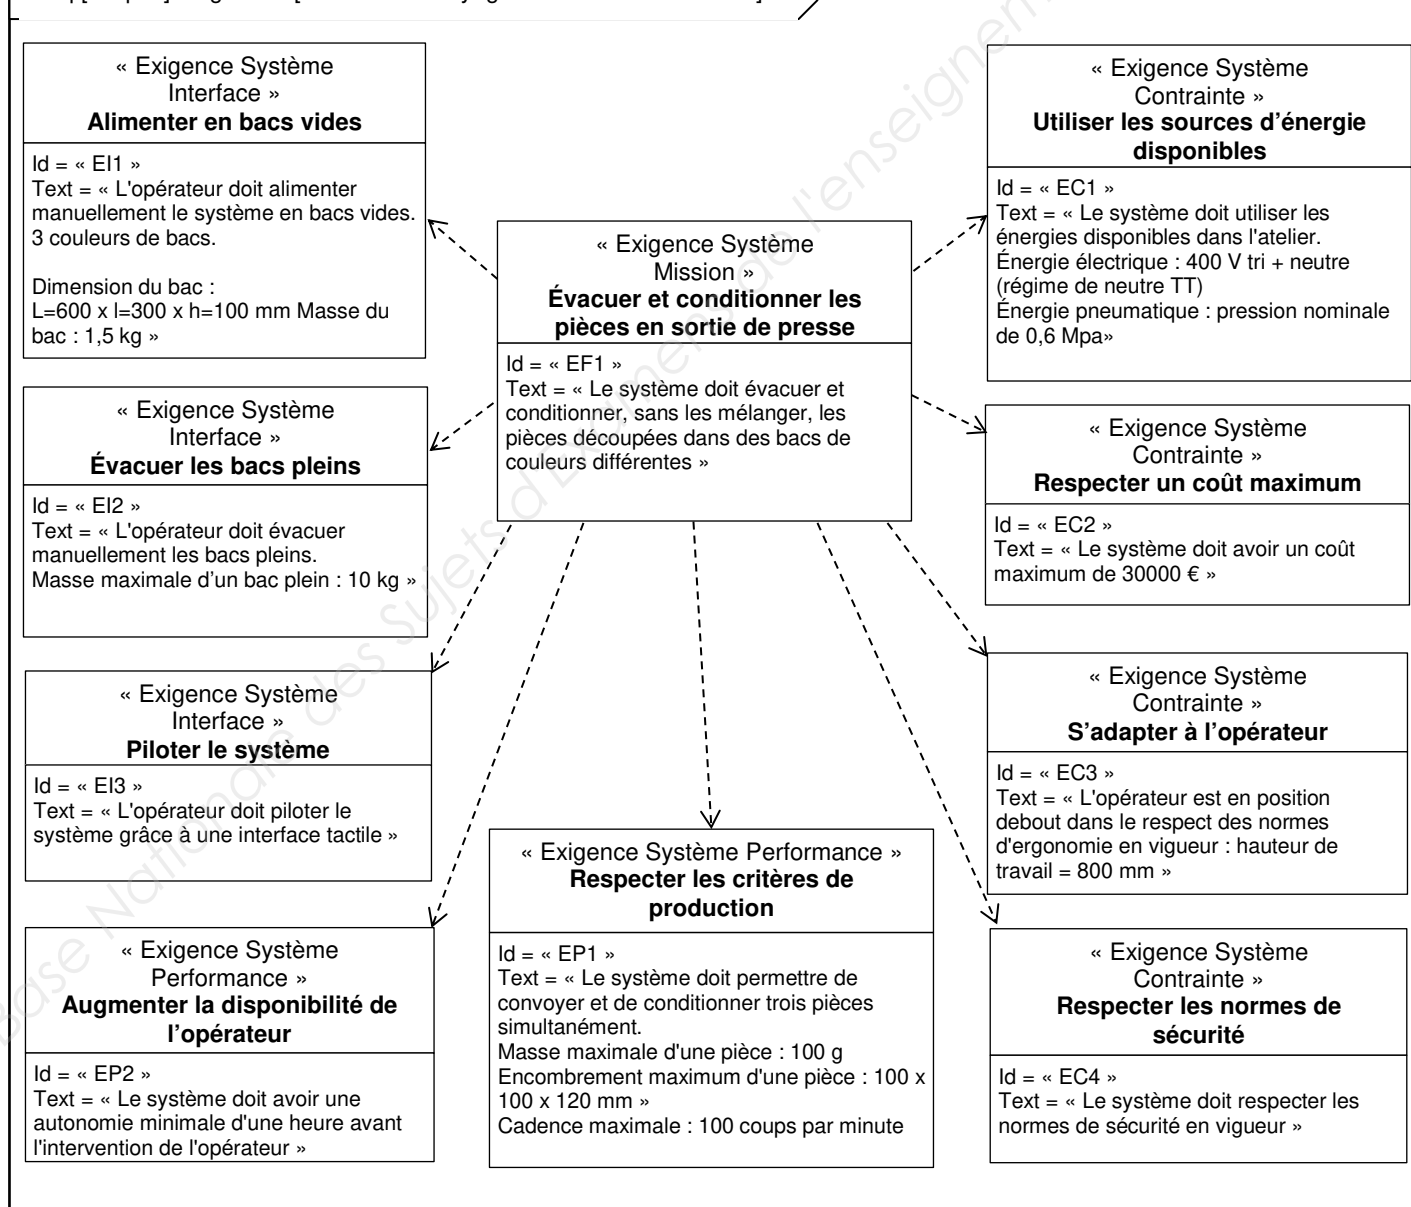 « Exigence Système
Interface »
Alimenter en bacs vides
Id = « EI1 »
Text = « L'opérateur doit alimenter
manuellement le système en bacs vides.
3 couleurs de bacs.
Dimension du bac :
L=600 x l=300 x h=100 mm Masse du
bac : 1,5 kg »
« Exigence Système
Interface »
Évacuer les bacs pleins
Id = « EI2 »
Text = « L'opérateur doit évacuer
manuellement les bacs pleins.
Masse maximale d'un bac plein : 10 kg »
« Exigence Système
Interface »
Piloter le système
Id = « EI3 »
Text = « L'opérateur doit piloter le
système grâce à une interface tactile »
« Exigence Système
Performance »
Augmenter la disponibilité de
l'opérateur
Id = « EP2 »
Text = « Le système doit avoir une
autonomie minimale d'une heure avant
l'intervention de l'opérateur »
« Exigence Système
Mission »
Évacuer et conditionner les
pièces en sortie de presse
Id = « EF1 »
Text = « Le système doit évacuer et
conditionner, sans les mélanger, les
pièces découpées dans des bacs de
couleurs différentes »
« Exigence Système Performance »
Respecter les critères de
production
Id = « EP1 »
Text = « Le système doit permettre de
convoyer et de conditionner trois pièces
simultanément.
Masse maximale d'une pièce : 100 g
Encombrement maximum d'une pièce : 100 x
100 x 120 mm »
Cadence maximale : 100 coups par minute
« Exigence Système
Contrainte »
Utiliser les sources d'énergie
disponibles
Id = « EC1 »
Text = « Le système doit utiliser les
énergies disponibles dans l'atelier.
Énergie électrique : 400 V tri + neutre
(régime de neutre TT)
Énergie pneumatique : pression nominale
de 0,6 Mpa»
« Exigence Système
Contrainte »
Respecter un coût maximum
Id = « EC2 »
Text = « Le système doit avoir un coût
maximum de 30000 € »
« Exigence Système
Contrainte »
S'adapter à l'opérateur
Id = « EC3 »
Text = « L'opérateur est en position
debout dans le respect des normes
d'ergonomie en vigueur : hauteur de
travail = 800 mm »
« Exigence Système
Contrainte »
Respecter les normes de
sécurité
Id = « EC4 »
Text = « Le système doit respecter les
normes de sécurité en vigueur »
Base Nationale des Sujets d'Examens de l'enseignem